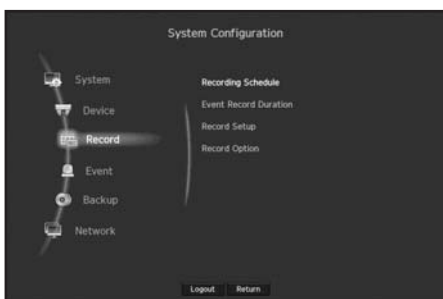 System Configuration
System
Device
Record
Event
Backup
Network
Recording Schedule
Event Record Duration
Record Setup
Record Option
Logout Return